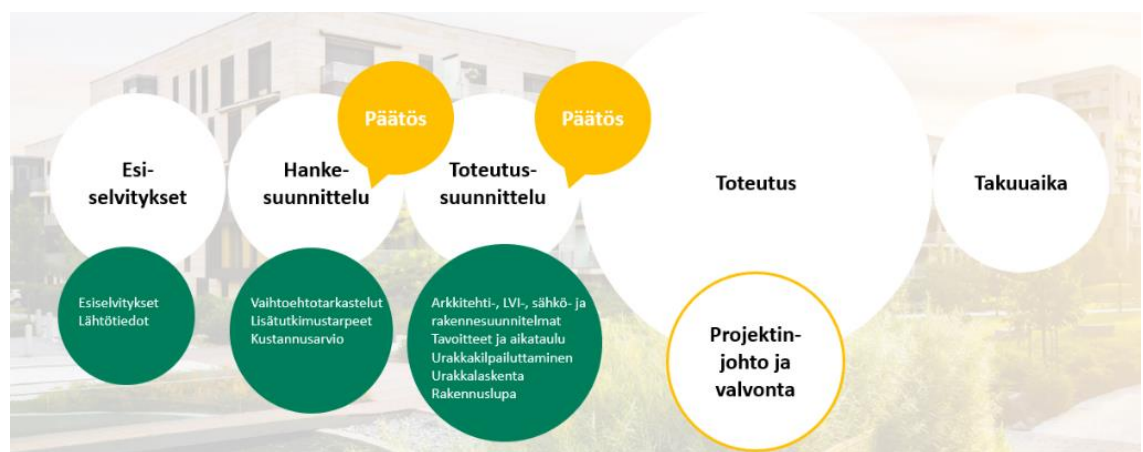 Päätös
Päätös
Esi-
selvitykset
Hanke-
suunnittelu
Toteutus-
suunnittelu
Toteutus
Takuuaika
Esiselvitykset
Lähtötiedot
Vaihtoehtotarkastelut
Lisätutkimustarpeet
Kustannusarvio
Arkkitehti-, LVI-, sähkö- ja
rakennesuunnitelmat
Tavoitteet ja aikataulu
Urakkakilpailuttaminen
Urakkalaskenta
Rakennuslupa
Projektin-
johto ja
valvonta